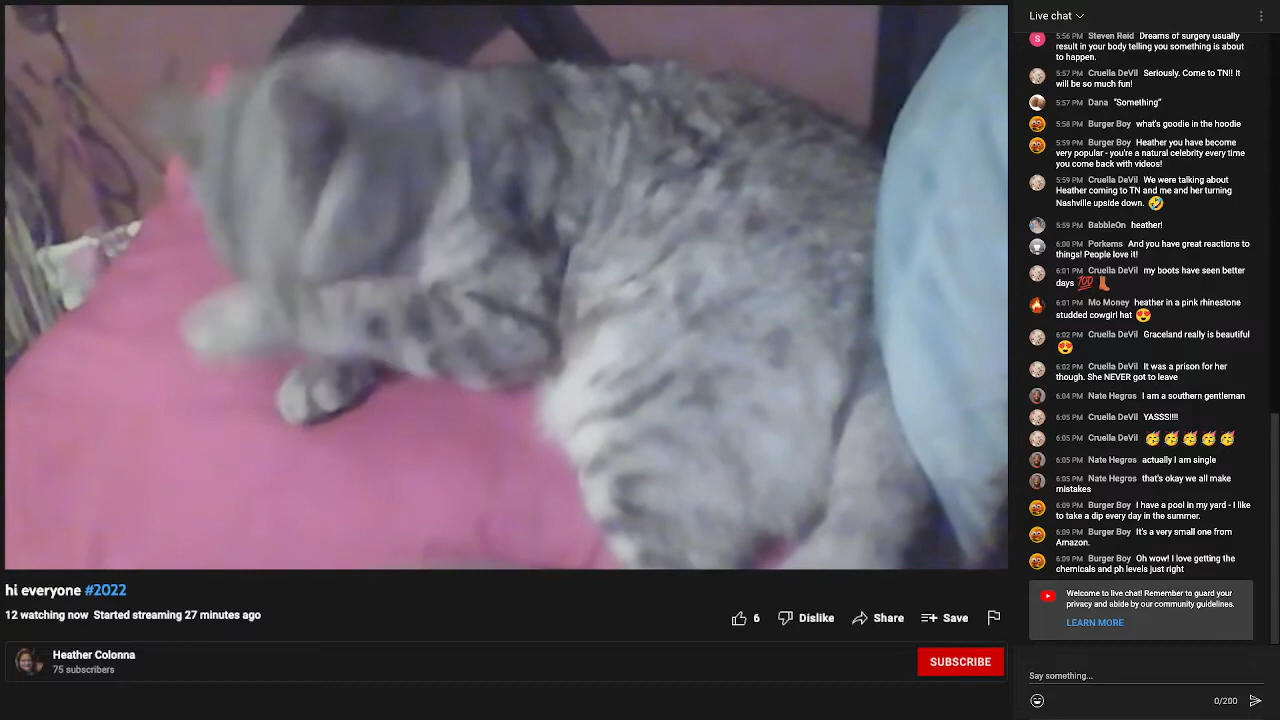 Live chat
5:56 PM Steven Reid Dreams of surgery usually
result in your body telling you something is about
to happen.
5:57 PM Cruella DeVil Seriously. Come to TN!! It
will be so much fun!
5:57 PM Dana “Something”
5:58 PM Burger Boy what's goodie in the hoodie
5:59 PM Burger Boy Heather you have become
very popular - you're a natural celebrity every time
you come back with videos!
5:59 PM Cruella DeVil We were talking about
Heather coming to TN and me and her turning
Nashville upside down. 🤣
5:59 PM BabbleOn heather!
6:00 PM Porkems And you have great reactions to
things! People love it!
6:01 PM Cruella DeVil my boots have seen better
days 💯 👢
6:01 PM Mo Money heather in a pink rhinestone
studded cowgirl hat 😍
6:02 PM Cruella DeVil Graceland really is beautiful
😍
6:02 PM Cruella DeVil It was a prison for her
though. She NEVER got to leave
6:04 PM Nate Hegros I am a southern gentleman
6:05 PM Cruella DeVil YASSS!!!!
6:05 PM Cruella DeVil 🥳 🥳 🥳 🥳 🥳
6:05 PM Nate Hegros actually I am single
6:05 PM Nate Hegros that's okay we all make
mistakes
6:09 PM Burger Boy I have a pool in my yard - I like
to take a dip every day in the summer.
6:09 PM Burger Boy It's a very small one from
Amazon.
6:09 PM Burger Boy Oh wow! I love getting the
chemicals and ph levels just right
Welcome to live chat! Remember to guard your
privacy and abide by our community guidelines.
LEARN MORE
Say something...
0/200
hi everyone #2022
12 watching now Started streaming 27 minutes ago
6 Dislike Share Save
Heather Colonna
75 subscribers
SUBSCRIBE
S